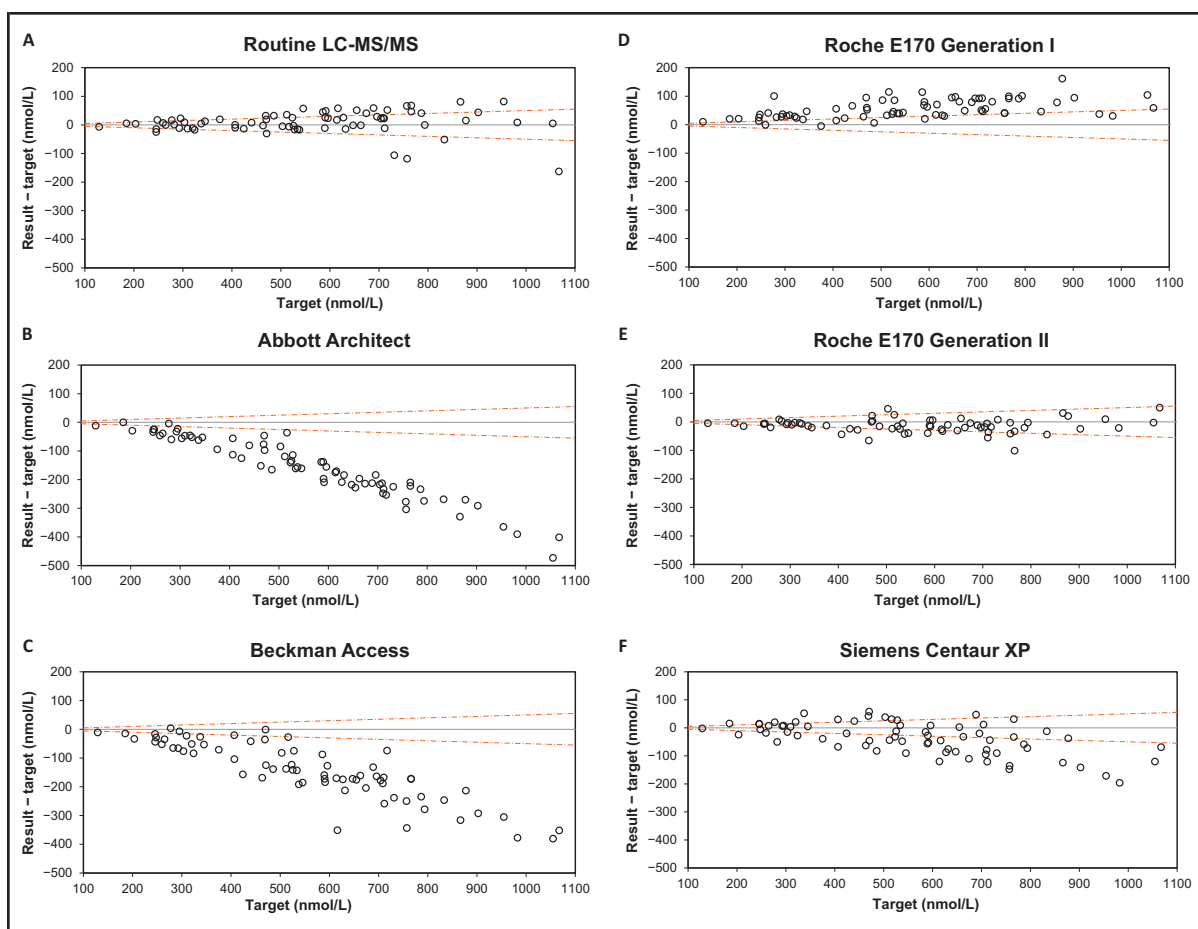 A
Routine LC-MS/MS
200
100
0
−100
−200
−300
−400
−500
Result − target (nmol/L)
100 200 300 400 500 600 700 800 900 1000 1100
Target (nmol/L)
B
Abbott Architect
200
100
0
−100
−200
−300
−400
−500
Result − target (nmol/L)
100 200 300 400 500 600 700 800 900 1000 1100
Target (nmol/L)
C
Beckman Access
200
100
0
−100
−200
−300
−400
−500
Result − target (nmol/L)
100 200 300 400 500 600 700 800 900 1000 1100
Target (nmol/L)
D
Roche E170 Generation I
200
100
0
−100
−200
−300
−400
−500
Result − target (nmol/L)
100 200 300 400 500 600 700 800 900 1000 1100
Target (nmol/L)
E
Roche E170 Generation II
200
100
0
−100
−200
−300
−400
−500
Result − target (nmol/L)
100 200 300 400 500 600 700 800 900 1000 1100
Target (nmol/L)
F
Siemens Centaur XP
200
100
0
−100
−200
−300
−400
−500
Result − target (nmol/L)
100 200 300 400 500 600 700 800 900 1000 1100
Target (nmol/L)